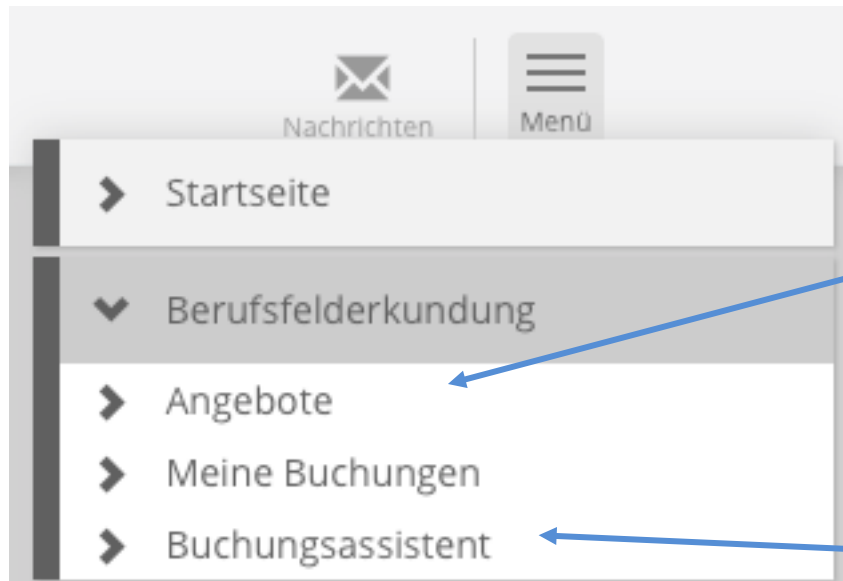 Nachrichten
Menü
Startseite
Berufsfelderkundung
Angebote
Meine Buchungen
Buchungsassistent